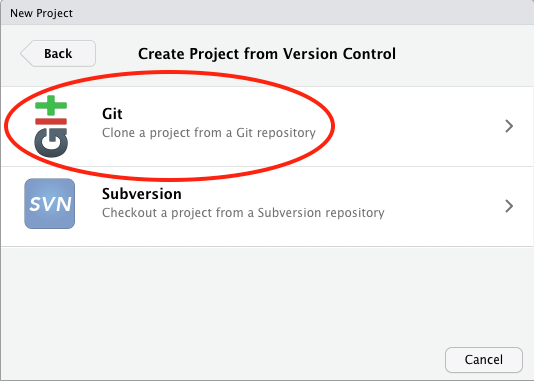 New Project
Back
Create Project from Version Control
Git
Git
Clone a project from a Git repository
SVN
Subversion
Checkout a project from a Subversion repository
Cancel